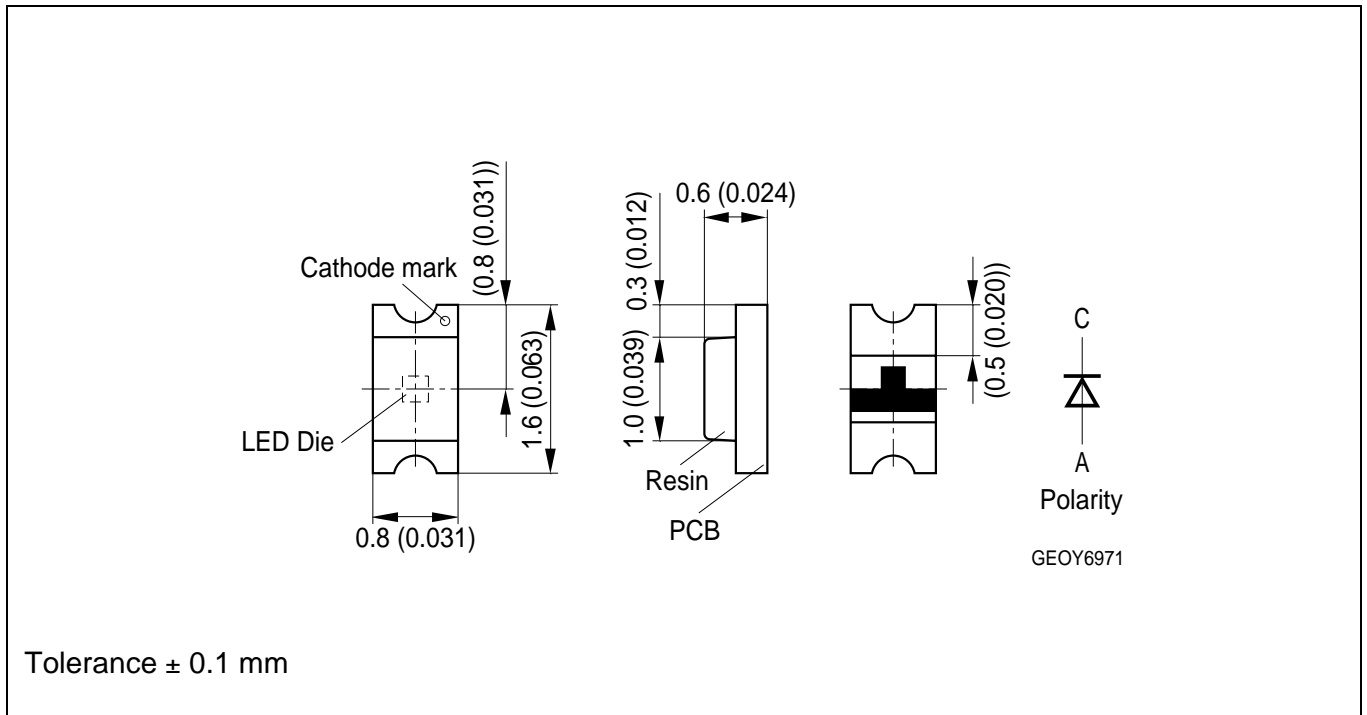 Cathode mark
LED Die
(0.8 (0.031))
1.6 (0.063)
0.8 (0.031)
0.6 (0.024)
0.3 (0.012)
1.0 (0.039)
Resin
PCB
(0.5 (0.020))
C
A
Polarity
GEOY6971
Tolerance ± 0.1 mm